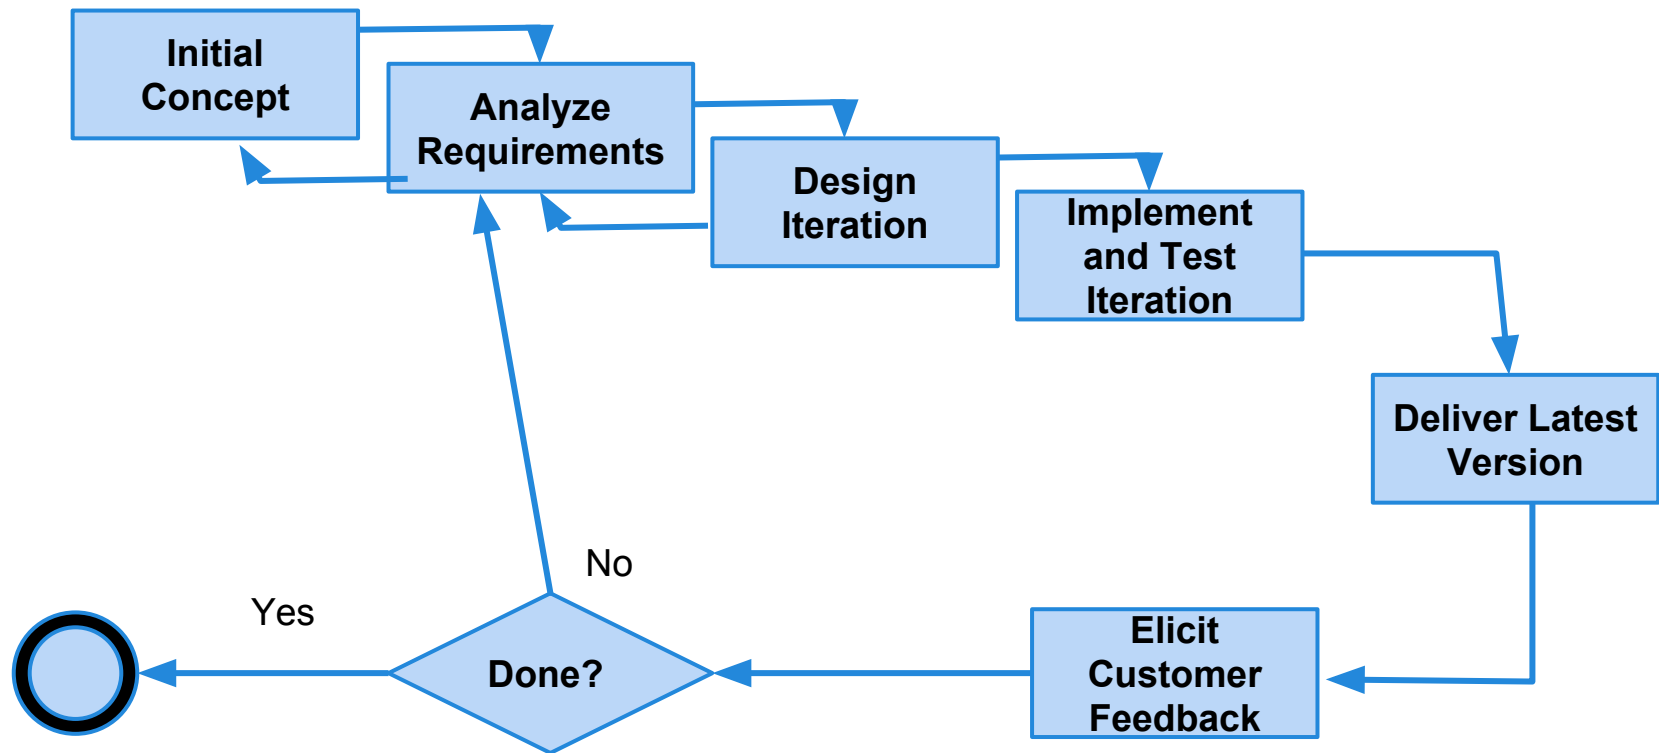 Initial
Concept
Analyze
Requirements
Design
Iteration
Implement
and Test
Iteration
Deliver Latest
Version
No
Yes
Done?
Elicit
Customer
Feedback